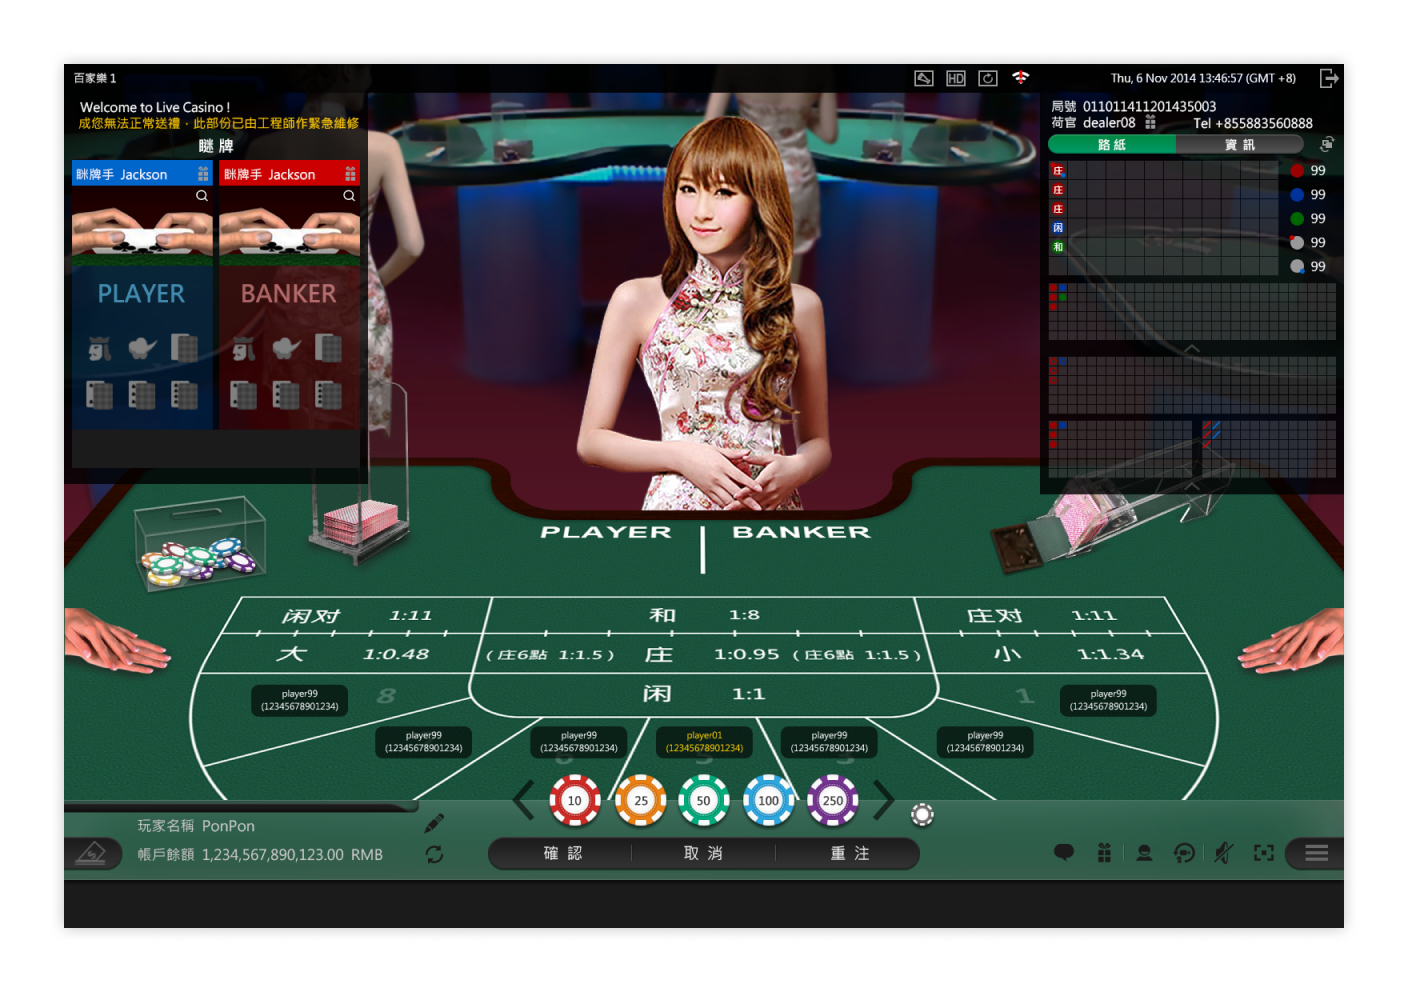 百家樂 1
Thu, 6 Nov 2014 13:46:57 (GMT +8)
HD
Welcome to Live Casino !
成您無法正常送禮，此部份已由工程師作緊急維修
瞇 牌
眯牌手 Jackson
眯牌手 Jackson
PLAYER
BANKER
局號 011011411201435003
荷官 dealer08
Tel +855883560888
路 紙
資 訊
庄
庄
庄
闲
和
99
99
99
99
99
PLAYER
BANKER
闲对 1:11
和 1:8
庄对 1:11
大 1:0.48
(庄6點 1:1.5) 庄 1:0.95 (庄6點 1:1.5)
小 1:1.34
闲 1:1
8
1
player99
(12345678901234)
player99
(12345678901234)
player99
(12345678901234)
player99
(12345678901234)
player01
(12345678901234)
player99
(12345678901234)
player99
(12345678901234)
10
25
50
100
250
玩家名稱 PonPon
帳戶餘額 1,234,567,890,123.00 RMB
確 認
取 消
重 注